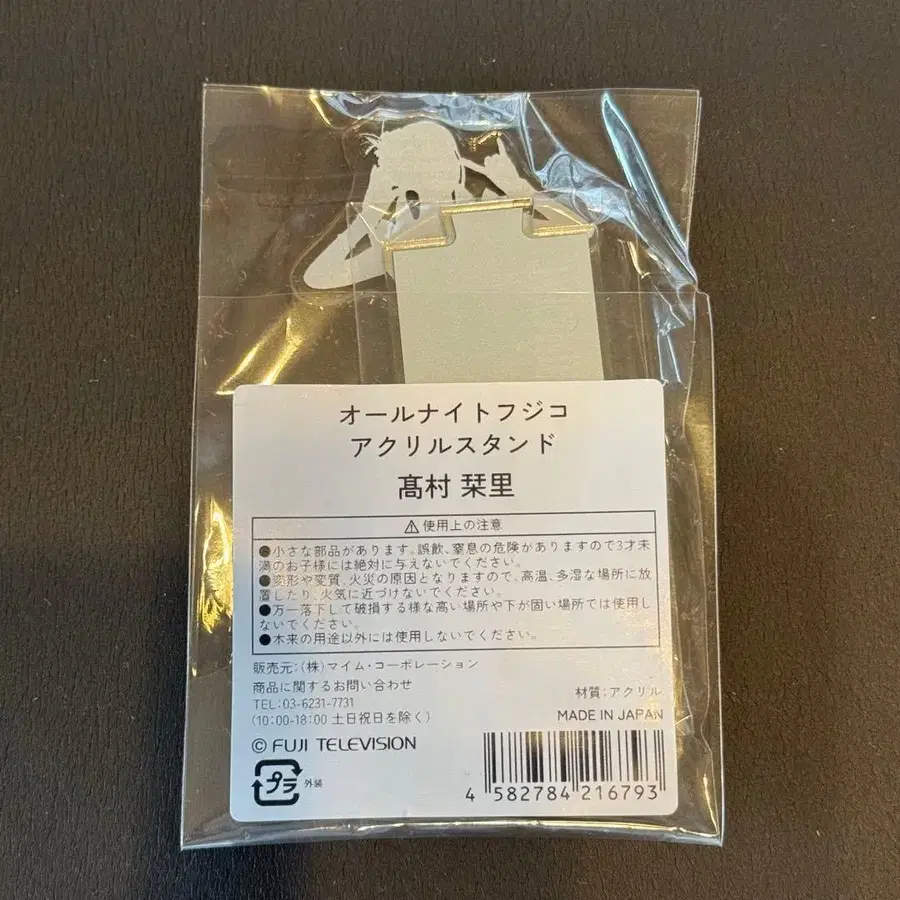 オールナイトフジコ
アクリルスタンド
髙村 栞里
⚠使用上の注意
●小さな部品があります。誤飲、窒息の危険がありますので3才未
満のお子様には絶対に与えないでください。
●変形や変質、火災の原因となりますので、高温、多湿な場所に放
置したり、火気に近づけないでください。
●万一落下して破損する様な高い場所や下が固い場所では使用し
ないでください。
●本来の用途以外には使用しないでください。
販売元:(株)マイム・コーポレーション
商品に関するお問い合わせ
TEL:03-6231-7731
(10:00-18:00 土日祝日を除く)
材質:アクリル
MADE IN JAPAN
© FUJI TELEVISION
プラ 外装
4 582784 216793